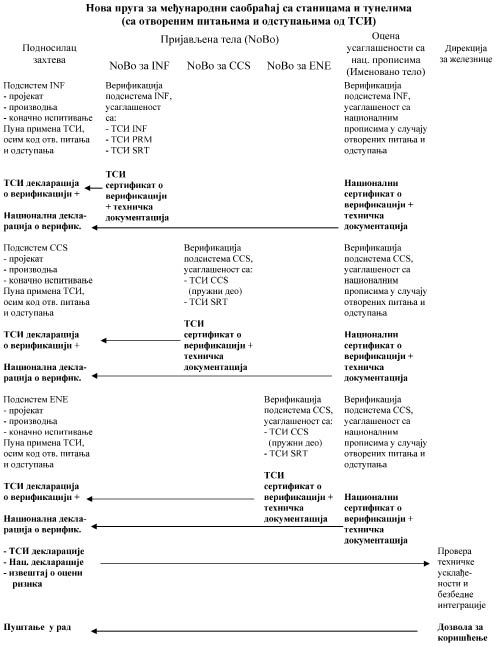 Нова пруга за међународни саобраћај са станицама и тунелима
(са отвореним питањима и одступањима од ТСИ)
Подносилац
захтева
Пријављена тела (NoBo)
Оцена
усаглашености са
нац. прописима
(Именовано тело)
Дирекција
за железнице
NoBo за INF
NoBo за CCS
NoBo за ENE
Подсистем INF
- пројекат
- производња
- коначно испитивање
Пуна примена ТСИ,
осим код отв. питања
и одступања
Верификација
подсистема INF,
усаглашеност
са:
- ТСИ INF
- ТСИ PRM
- ТСИ SRT
Верификација
подсистема INF,
усаглашеност са
националним
прописима у случају
отворених питања и
одступања
ТСИ декларација
о верификацији +
Национална декла-
рација о верифик.
ТСИ
сертификат о
верификацији
+ техничка
документација
Национални
сертификат о
верификацији +
техничка
документација
Подсистем CCS
- пројекат
- производња
- коначно испитивање
Пуна примена ТСИ,
осим код отв. питања
и одступања
Верификација
подсистема CCS,
усаглашеност са:
- ТСИ CCS
(пружни део)
- ТСИ SRT
Верификација
подсистема CCS,
усаглашеност са
националним
прописима у случају
отворених питања и
одступања
ТСИ декларација
о верификацији +
Национална декла-
рација о верифик.
ТСИ
сертификат о
верификацији +
техничка
документација
Национални
сертификат о
верификацији +
техничка
документација
Подсистем ENE
- пројекат
- производња
- коначно испитивање
Пуна примена ТСИ,
осим код отв. питања
и одступања
Верификација
подсистема CCS,
усаглашеност са:
- ТСИ CCS
(пружни део)
- ТСИ SRT
Верификација
подсистема CCS,
усаглашеност са
националним
прописима у случају
отворених питања и
одступања
ТСИ декларација
о верификацији +
Национална декла-
рација о верифик.
ТСИ
сертификат о
верификацији +
техничка
документација
Национални
сертификат о
верификацији +
техничка
документација
- ТСИ декларације
- Нац. декларације
- извештај о оцени
ризика
Провера
техничке
усклађе-
ности и
безбедне
интеграције
Пуштање у рад
Дозвола за
коришћење